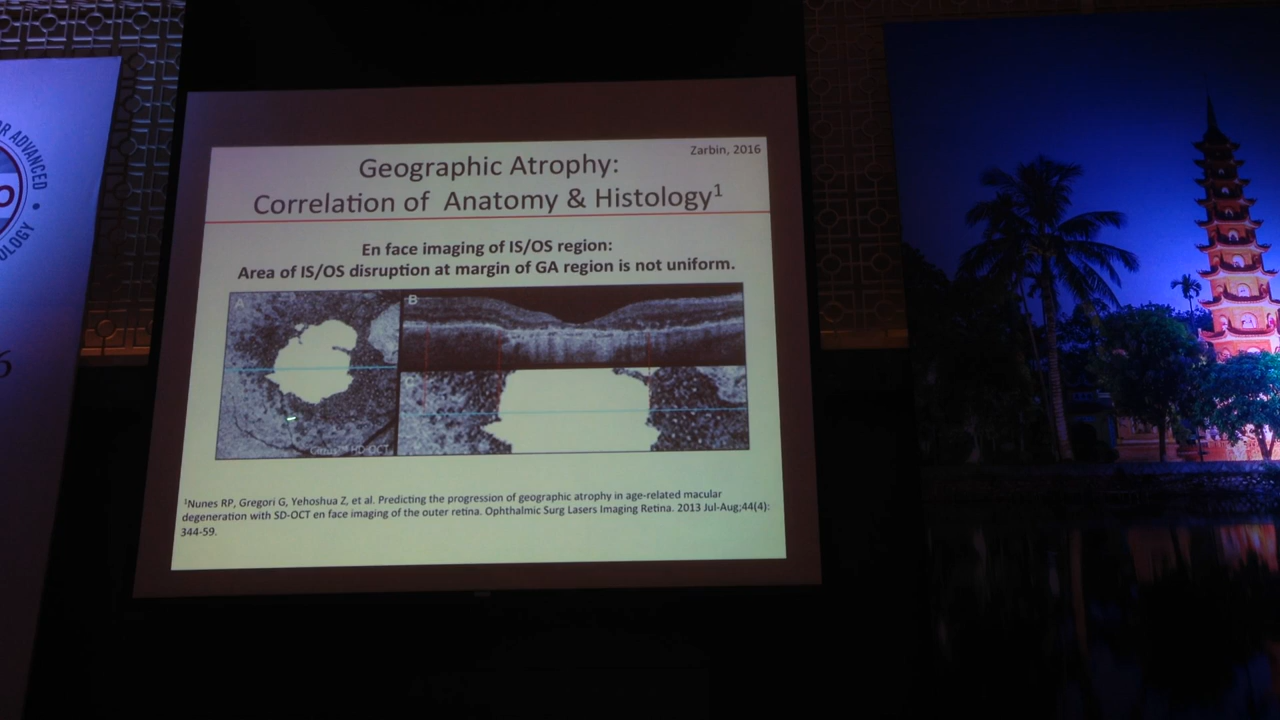 R ADVANCED
OLOGY
Zarbin, 2016
Geographic Atrophy:
Correlation of Anatomy & Histology¹
En face imaging of IS/OS region:
Area of IS/OS disruption at margin of GA region is not uniform.
A
B
HD-OCT
¹Nunes RP, Gregori G, Yehoshua Z, et al. Predicting the progression of geographic atrophy in age-related macular
degeneration with SD-OCT en face imaging of the outer retina. Ophthalmic Surg Lasers Imaging Retina. 2013 Jul-Aug;44(4):
344-59.